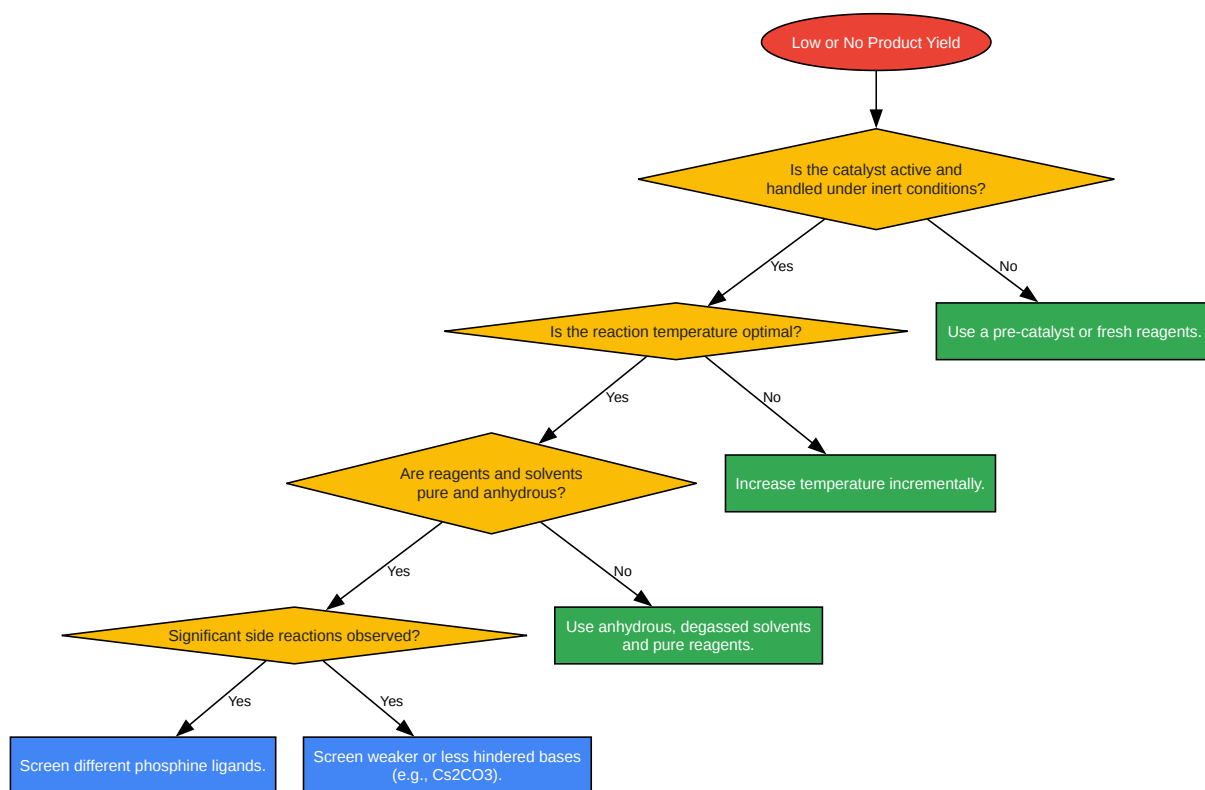 Low or No Product Yield
Is the catalyst active and
handled under inert conditions?
Yes
No
Is the reaction temperature optimal?
Use a pre-catalyst or fresh reagents.
Yes
No
Are reagents and solvents
pure and anhydrous?
Increase temperature incrementally.
Yes
No
Significant side reactions observed?
Use anhydrous, degassed solvents
and pure reagents.
Yes
Yes
Screen different phosphine ligands.
Screen weaker or less hindered bases
(e.g., Cs2CO3).